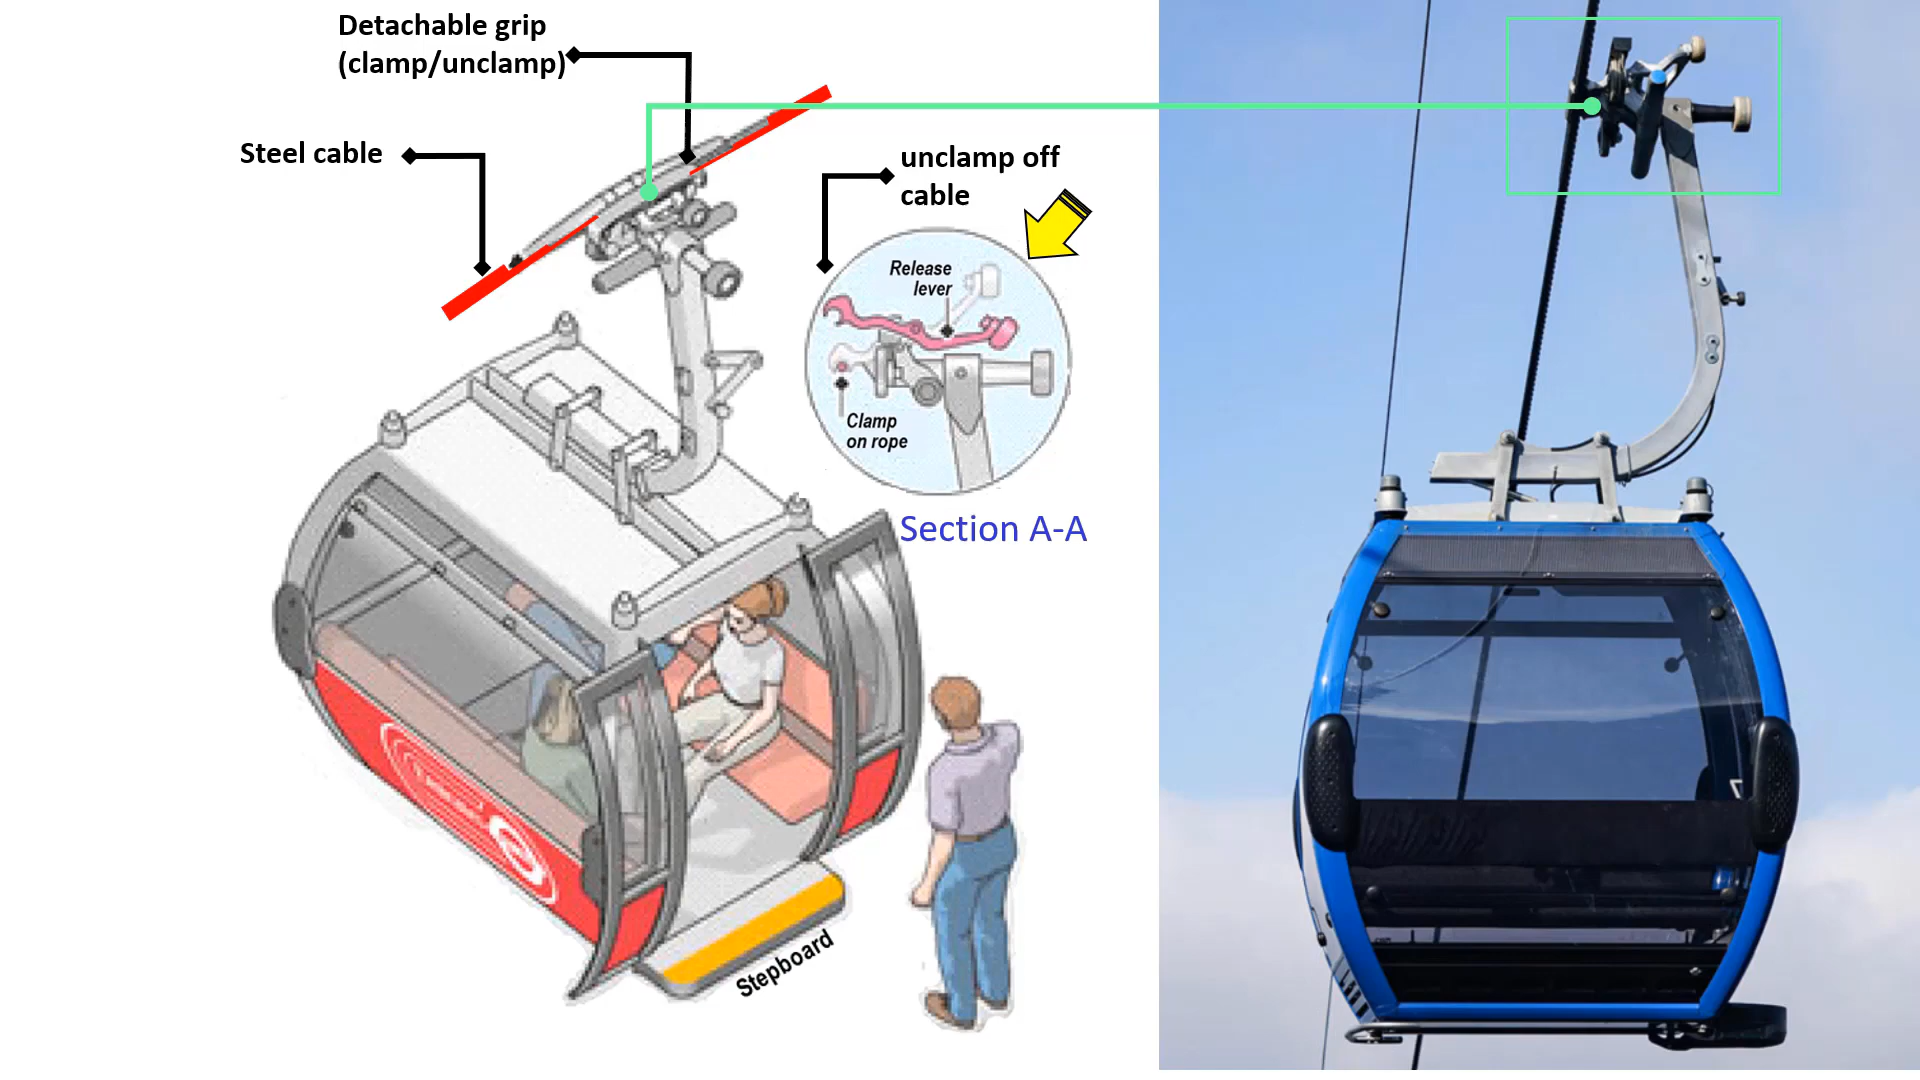 Detachable grip
(clamp/unclamp)
Steel cable
unclamp off
cable
Release
lever
Clamp
on rope
Section A-A
Stepboard